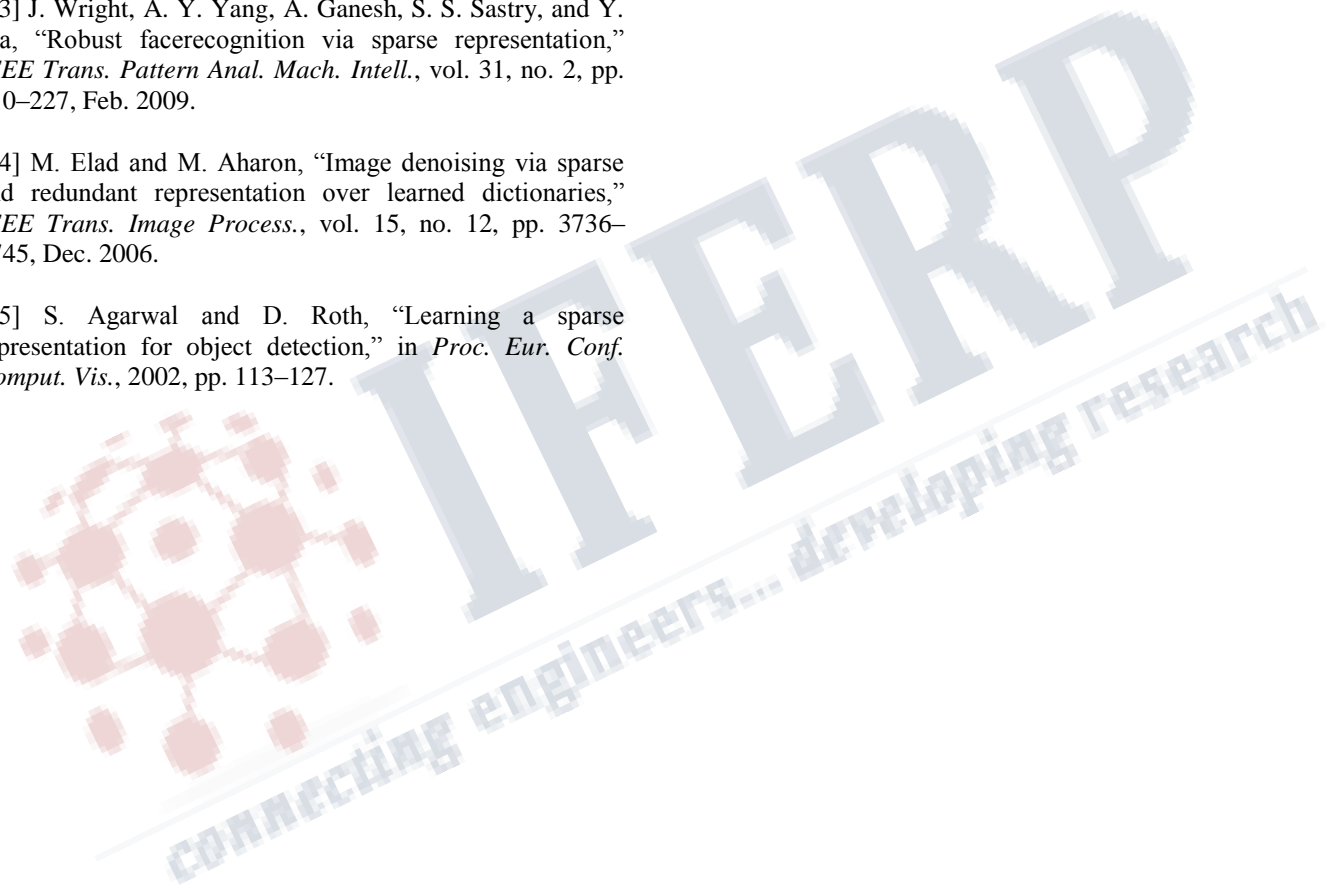 3] J. Wright, A. Y. Yang, A. Ganesh, S. S. Sastry, and Y.
a, “Robust facerecognition via sparse representation,”
EE Trans. Pattern Anal. Mach. Intell., vol. 31, no. 2, pp.
0–227, Feb. 2009.
4] M. Elad and M. Aharon, “Image denoising via sparse
d redundant representation over learned dictionaries,”
EE Trans. Image Process., vol. 15, no. 12, pp. 3736–
45, Dec. 2006.
5] S. Agarwal and D. Roth, “Learning a sparse
presentation for object detection,” in Proc. Eur. Conf.
omput. Vis., 2002, pp. 113–127.
IFERP
connecting engineers... developing research